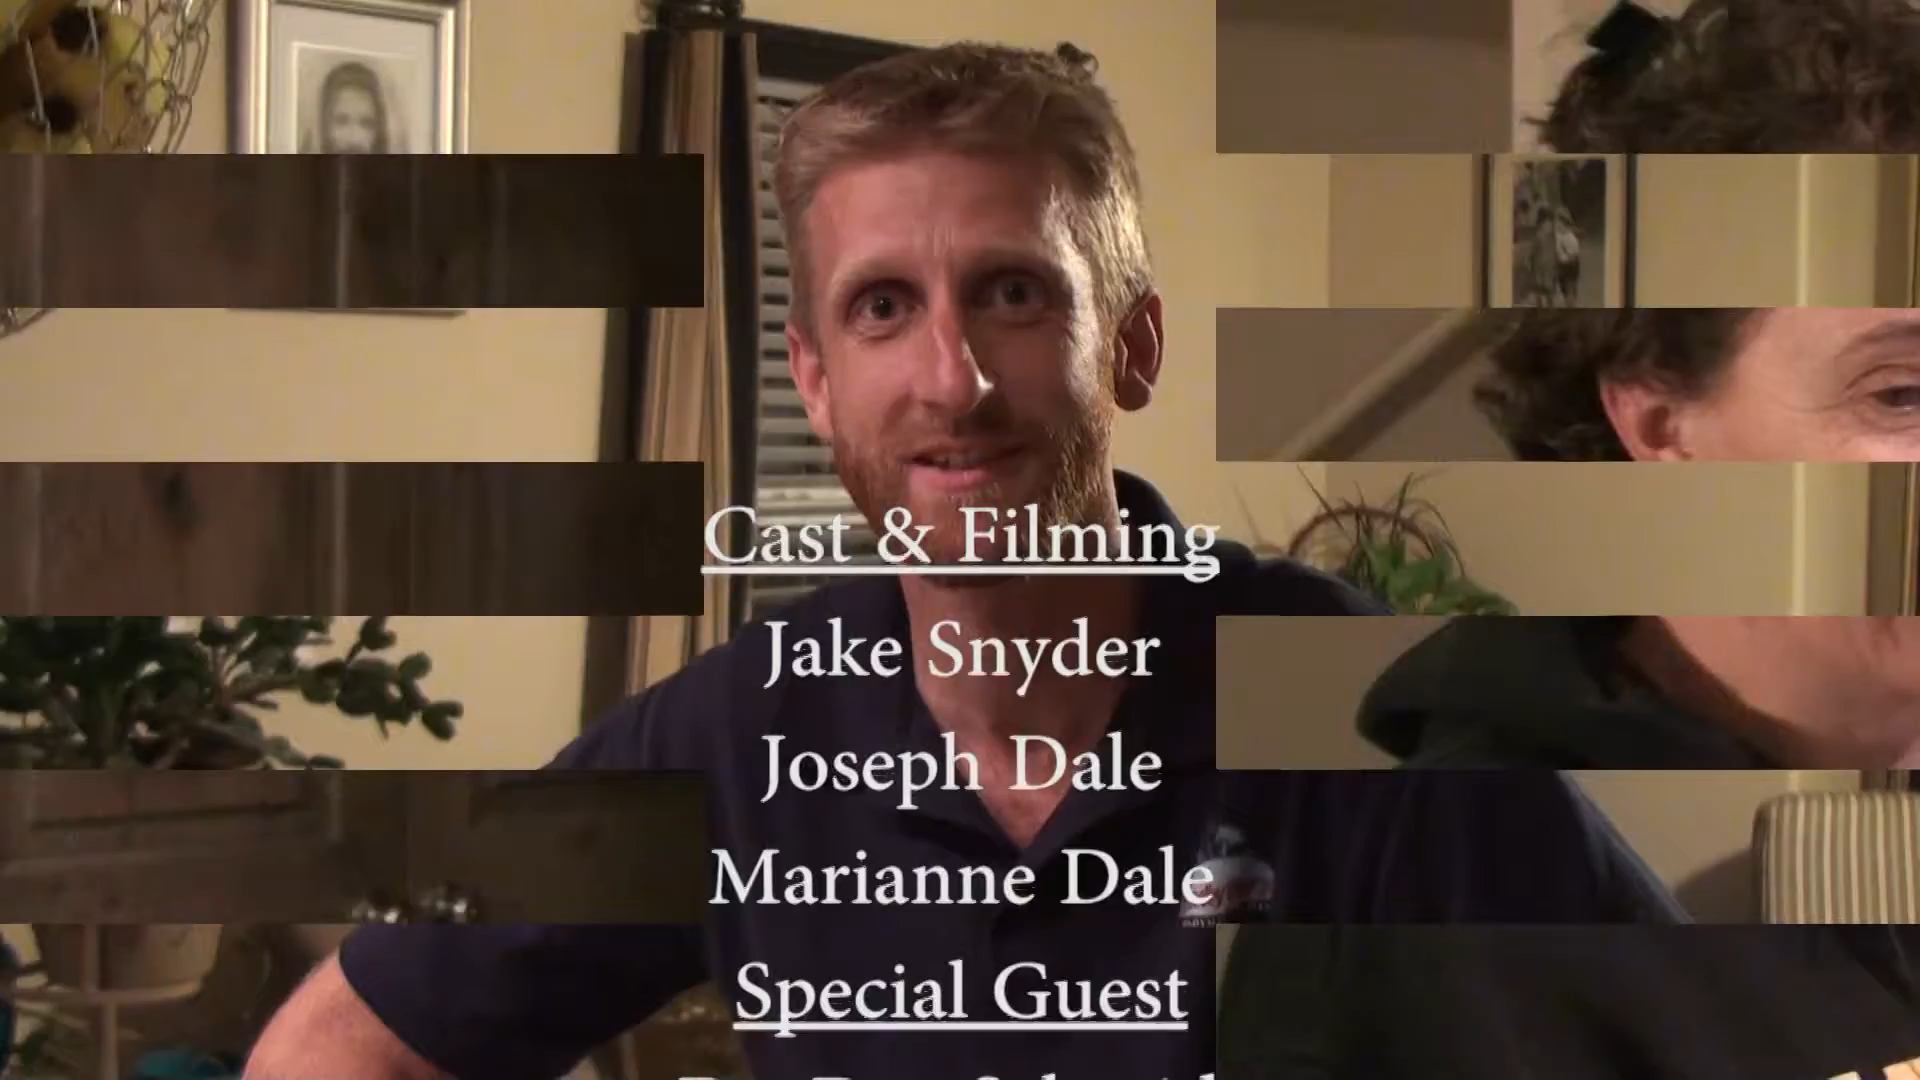 Cast & Filming
Jake Snyder
Joseph Dale
Marianne Dale
Special Guest